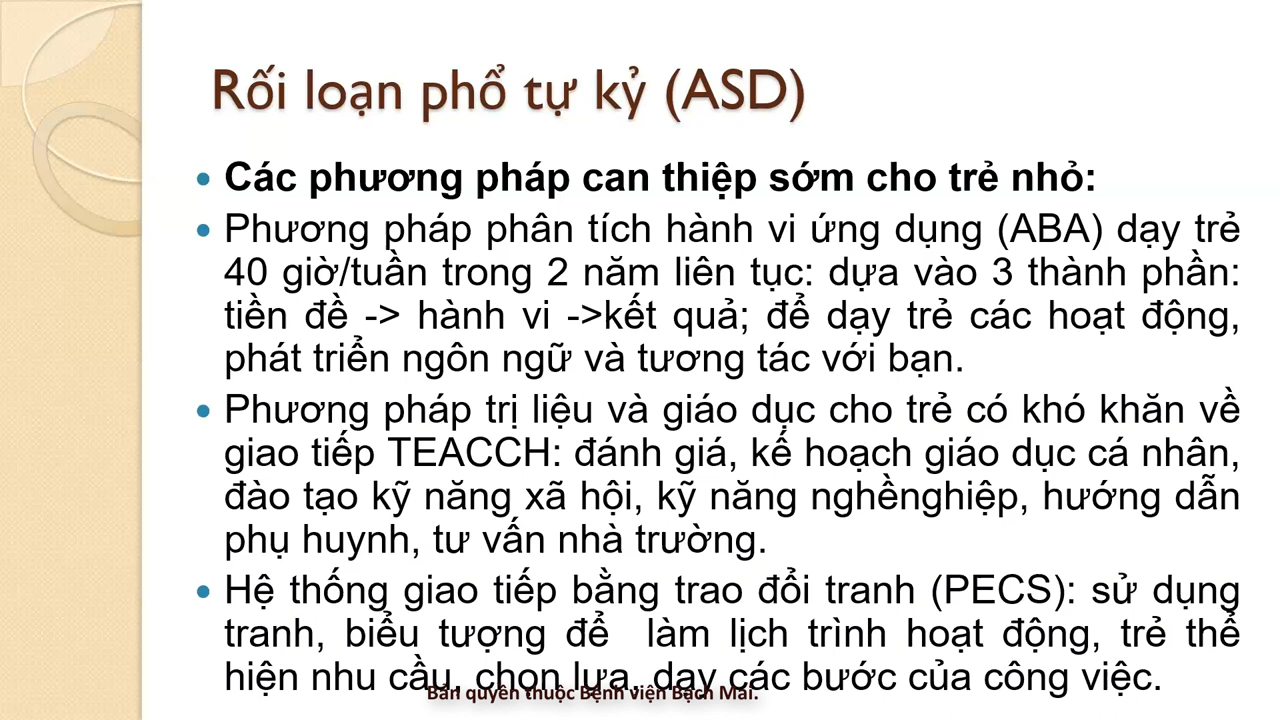 Rối loạn phổ tự kỷ (ASD)
Các phương pháp can thiệp sớm cho trẻ nhỏ:
Phương pháp phân tích hành vi ứng dụng (ABA) dạy trẻ
40 giờ/tuần trong 2 năm liên tục: dựa vào 3 thành phần:
tiền đề -> hành vi ->kết quả; để dạy trẻ các hoạt động,
phát triển ngôn ngữ và tương tác với bạn.
Phương pháp trị liệu và giáo dục cho trẻ có khó khăn về
giao tiếp TEACCH: đánh giá, kế hoạch giáo dục cá nhân,
đào tạo kỹ năng xã hội, kỹ năng nghềnghiệp, hướng dẫn
phụ huynh, tư vấn nhà trường.
Hệ thống giao tiếp bằng trao đổi tranh (PECS): sử dụng
tranh, biểu tượng để  làm lịch trình hoạt động, trẻ thể
hiện nhu cầu, chọn lựa, dạy các bước của công việc.
Bản quyền thuộc Bệnh viện Bạch Mai.